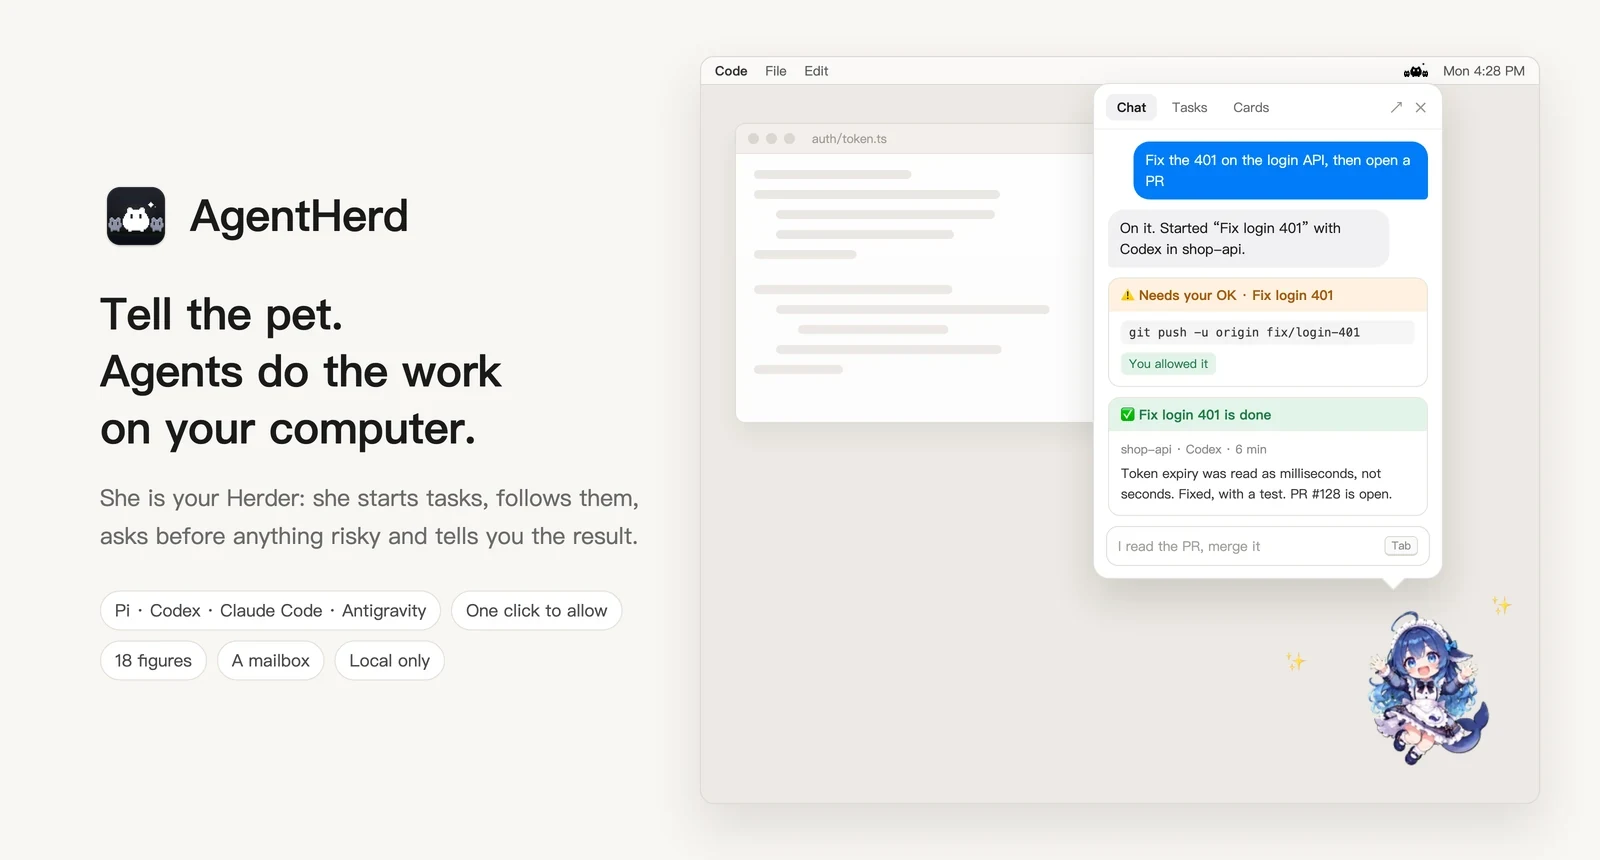 AgentHerd
Tell the pet.
Agents do the work
on your computer.
She is your Herder: she starts tasks, follows them,
asks before anything risky and tells you the result.
Pi · Codex · Claude Code · Antigravity
One click to allow
18 figures
A mailbox
Local only
Code File Edit
Mon 4:28 PM
auth/token.ts
Chat Tasks Cards
Fix the 401 on the login API, then open a
PR
On it. Started “Fix login 401” with
Codex in shop-api.
⚠️ Needs your OK · Fix login 401
git push -u origin fix/login-401
You allowed it
✅ Fix login 401 is done
shop-api · Codex · 6 min
Token expiry was read as milliseconds, not
seconds. Fixed, with a test. PR #128 is open.
I read the PR, merge it
Tab